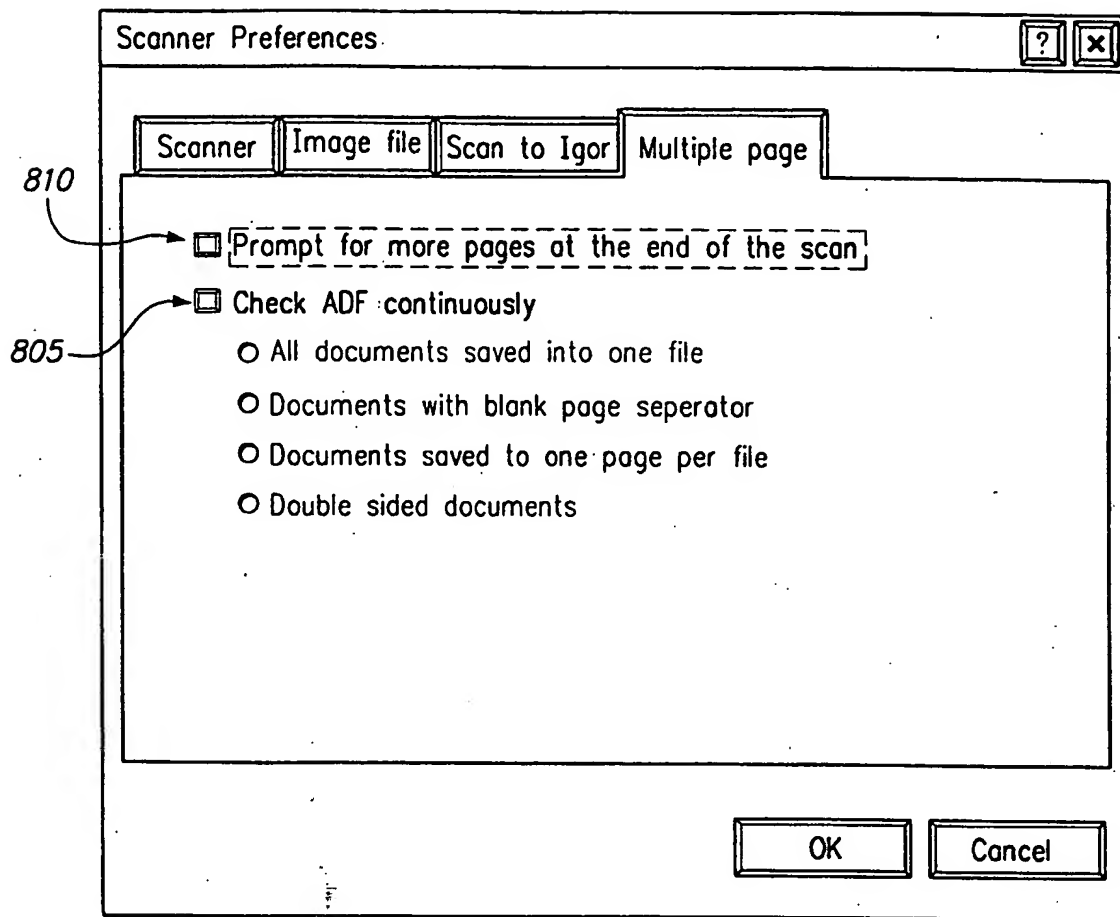 Scanner Preferences
? x
Scanner Image file Scan to Igor Multiple page
810
Prompt for more pages at the end of the scan
Check ADF continuously
805
All documents saved into one file
Documents with blank page seperator
Documents saved to one page per file
Double sided documents
OK Cancel